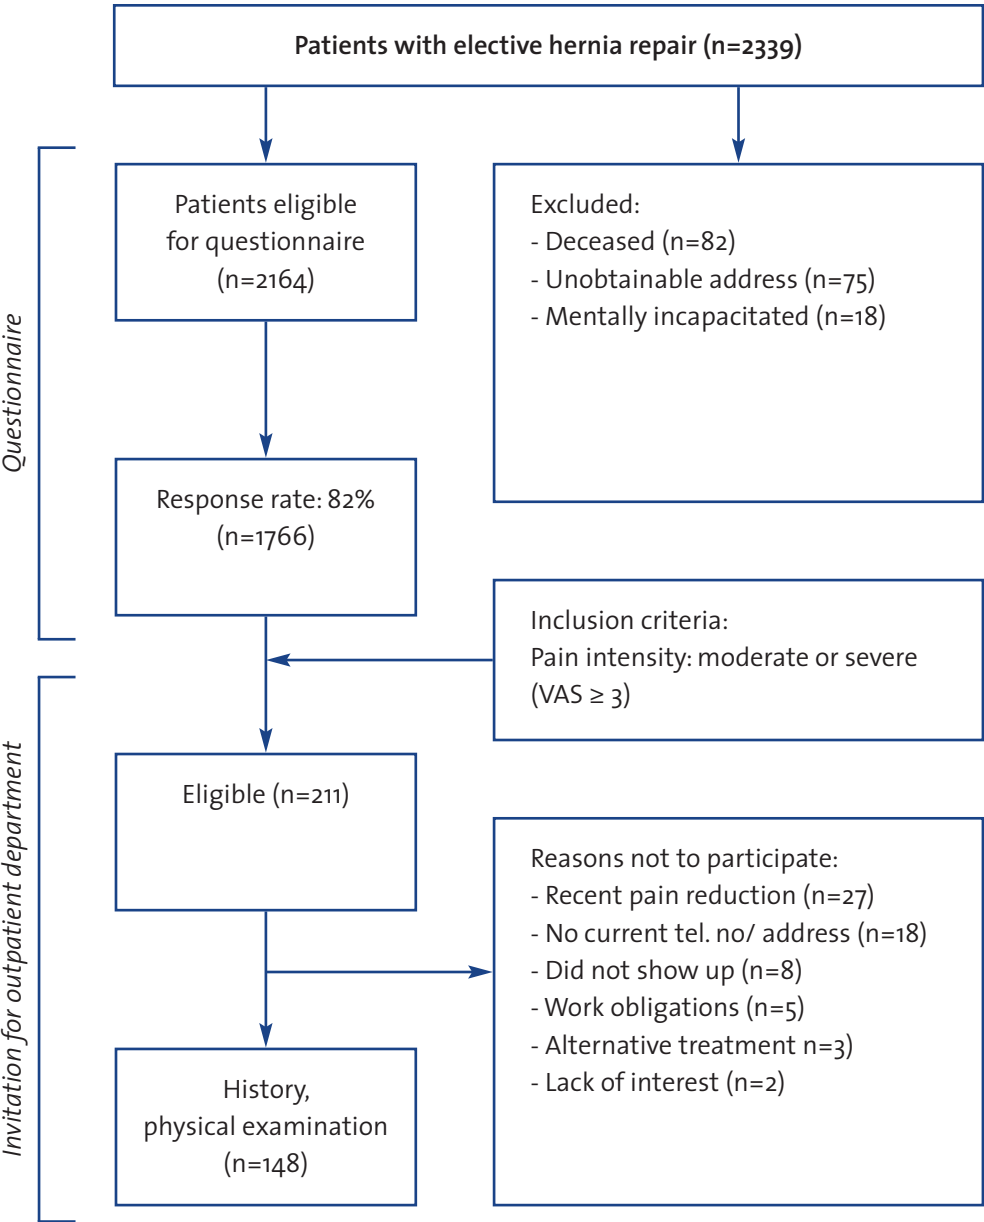 Patients with elective hernia repair (n=2339)
Questionnaire
Patients eligible
for questionnaire
(n=2164)
Excluded:
- Deceased (n=82)
- Unobtainable address (n=75)
- Mentally incapacitated (n=18)
Response rate: 82%
(n=1766)
Inclusion criteria:
Pain intensity: moderate or severe
(VAS ≥ 3)
Invitation for outpatient department
Eligible (n=211)
Reasons not to participate:
- Recent pain reduction (n=27)
- No current tel. no/ address (n=18)
- Did not show up (n=8)
- Work obligations (n=5)
- Alternative treatment n=3)
- Lack of interest (n=2)
History,
physical examination
(n=148)